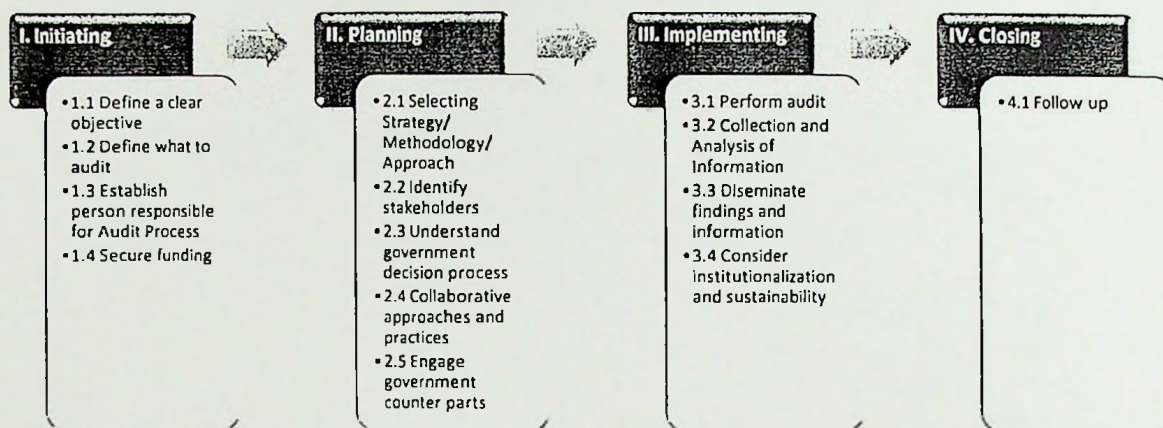 I. Initiating
• 1.1 Define a clear
objective
• 1.2 Define what to
audit
• 1.3 Establish
person responsible
for Audit Process
• 1.4 Secure funding
II. Planning
• 2.1 Selecting
Strategy/
Methodology/
Approach
• 2.2 Identify
stakeholders
• 2.3 Understand
government
decision process
• 2.4 Collaborative
approaches and
practices
• 2.5 Engage
government
counter parts
III. Implementing
• 3.1 Perform audit
• 3.2 Collection and
Analysis of
Information
• 3.3 Diseminate
findings and
information
• 3.4 Consider
institutionalization
and sustainability
IV. Closing
• 4.1 Follow up